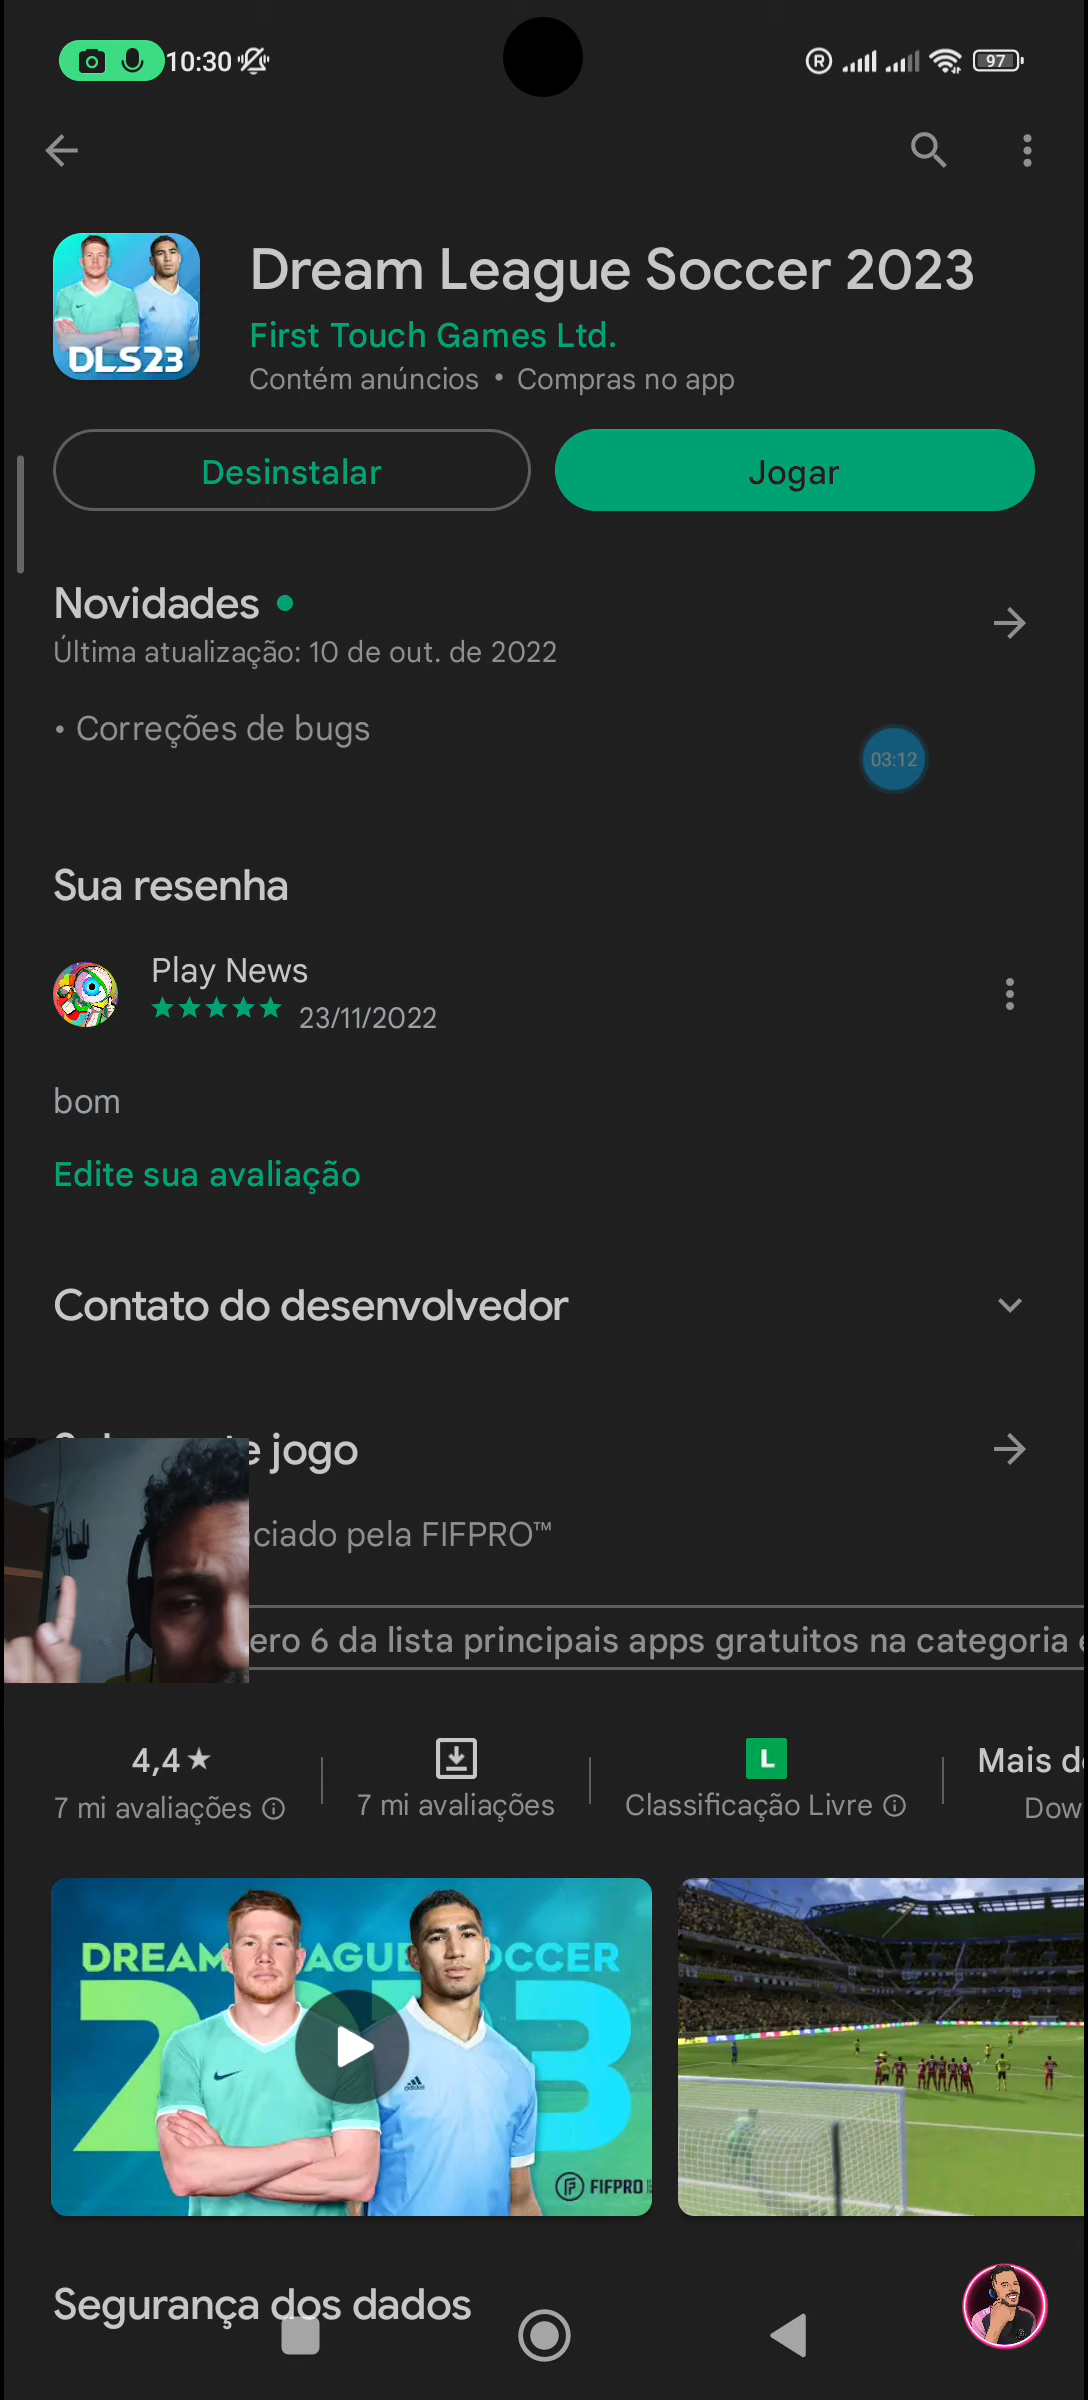 10:30
R
97
Dream League Soccer 2023
DLS23
First Touch Games Ltd.
Contém anúncios • Compras no app
Desinstalar
Jogar
Novidades
Última atualização: 10 de out. de 2022
• Correções de bugs
03:12
Sua resenha
Play News
23/11/2022
bom
Edite sua avaliação
Contato do desenvolvedor
jogo
ciado pela FIFPRO™
ero 6 da lista principais apps gratuitos na categoria
4,4★
7 mi avaliações
7 mi avaliações
L
Classificação Livre
Mais
Dow
DREAM LEAGUE SOCCER
2023
adidas
FIFPRO
Segurança dos dados